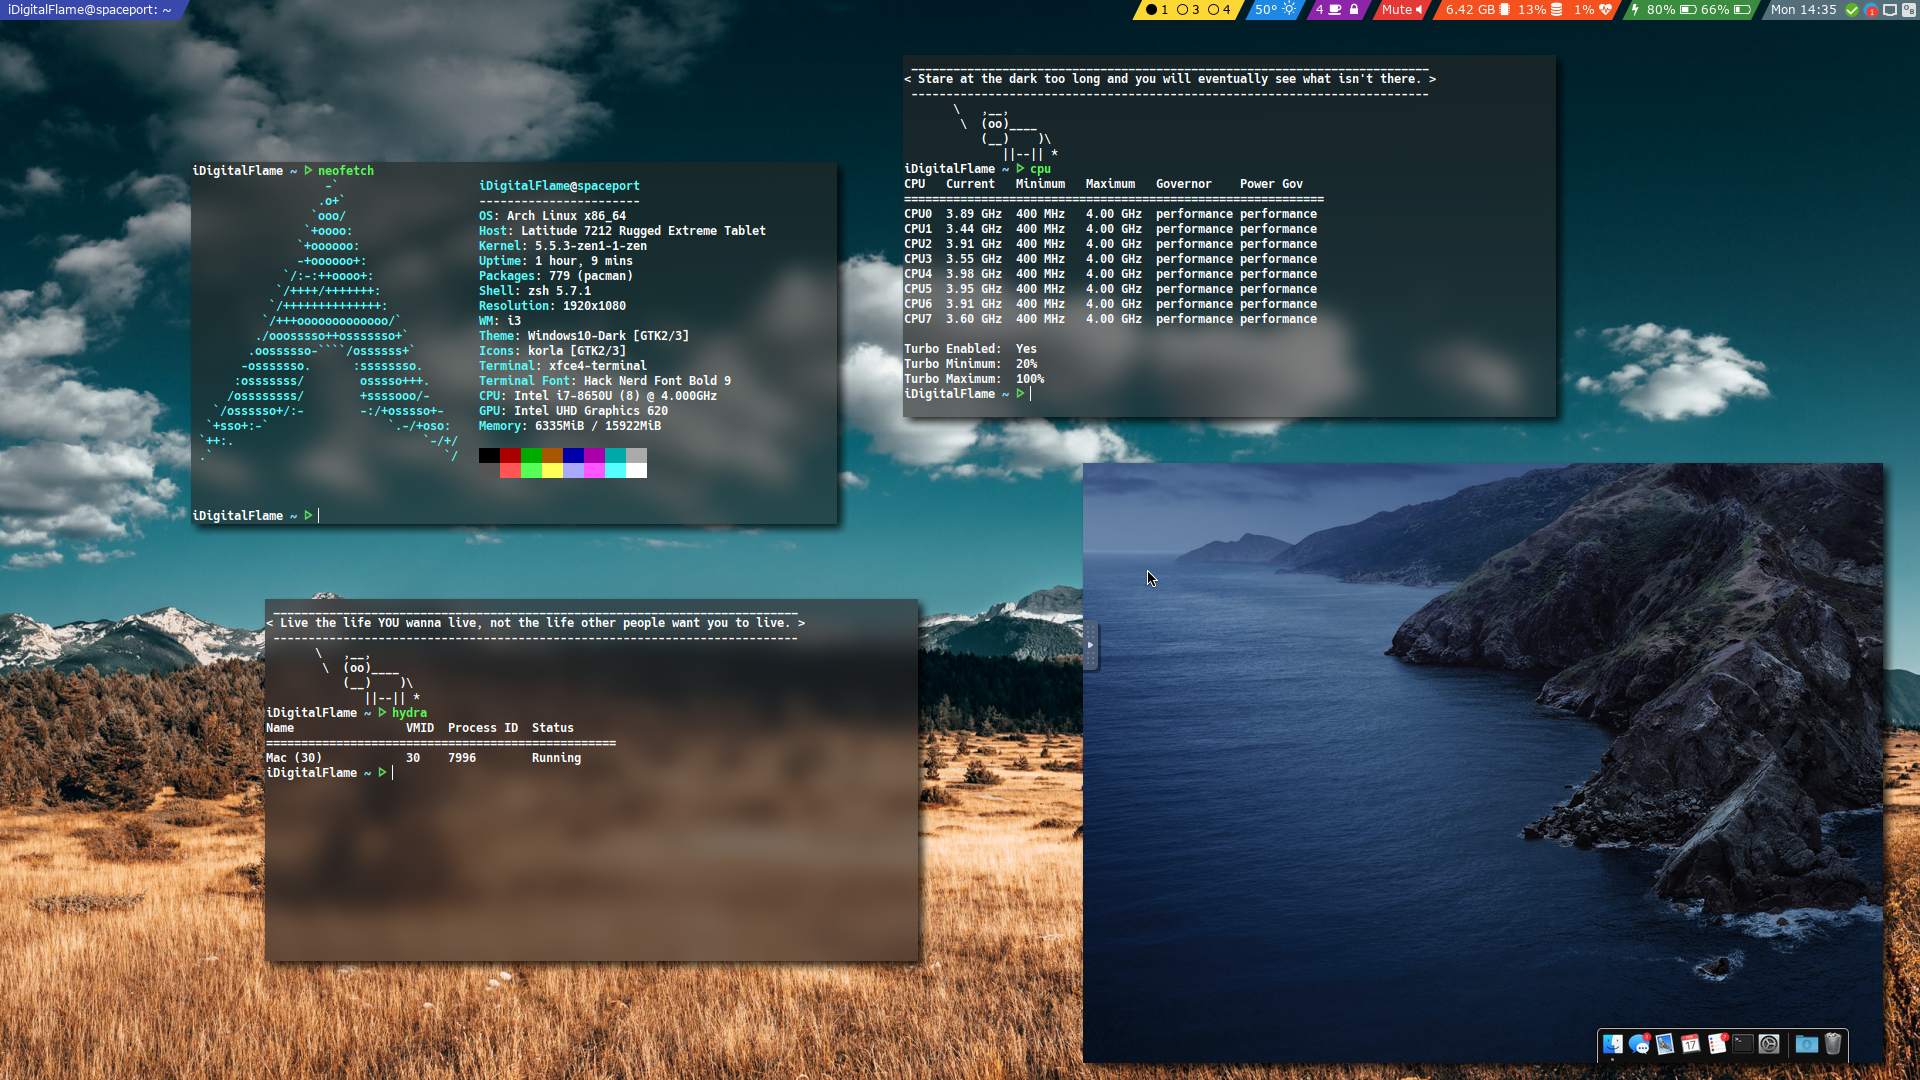 iDigitalFlame@spaceport: ~
1 3 4 50° 4 Mute 6.42 GB 13% 1% 80% 66% Mon 14:35
< Stare at the dark too long and you will eventually see what isn't there. >
iDigitalFlame ~ ▷ cpu
CPU Current Minimum Maximum Governor Power Gov
CPU0 3.89 GHz 400 MHz 4.00 GHz performance performance
CPU1 3.44 GHz 400 MHz 4.00 GHz performance performance
CPU2 3.91 GHz 400 MHz 4.00 GHz performance performance
CPU3 3.55 GHz 400 MHz 4.00 GHz performance performance
CPU4 3.98 GHz 400 MHz 4.00 GHz performance performance
CPU5 3.95 GHz 400 MHz 4.00 GHz performance performance
CPU6 3.91 GHz 400 MHz 4.00 GHz performance performance
CPU7 3.60 GHz 400 MHz 4.00 GHz performance performance
Turbo Enabled: Yes
Turbo Minimum: 20%
Turbo Maximum: 100%
iDigitalFlame ~ ▷
iDigitalFlame ~ ▷ neofetch
iDigitalFlame@spaceport
-----------------------
OS: Arch Linux x86_64
Host: Latitude 7212 Rugged Extreme Tablet
Kernel: 5.5.3-zen1-1-zen
Uptime: 1 hour, 9 mins
Packages: 779 (pacman)
Shell: zsh 5.7.1
Resolution: 1920x1080
WM: i3
Theme: Windows10-Dark [GTK2/3]
Icons: korla [GTK2/3]
Terminal: xfce4-terminal
Terminal Font: Hack Nerd Font Bold 9
CPU: Intel i7-8650U (8) @ 4.000GHz
GPU: Intel UHD Graphics 620
Memory: 6335MiB / 15922MiB
iDigitalFlame ~ ▷
< Live the life YOU wanna live, not the life other people want you to live. >
iDigitalFlame ~ ▷ hydra
Name VMID Process ID Status
Mac (30) 30 7996 Running
iDigitalFlame ~ ▷
17